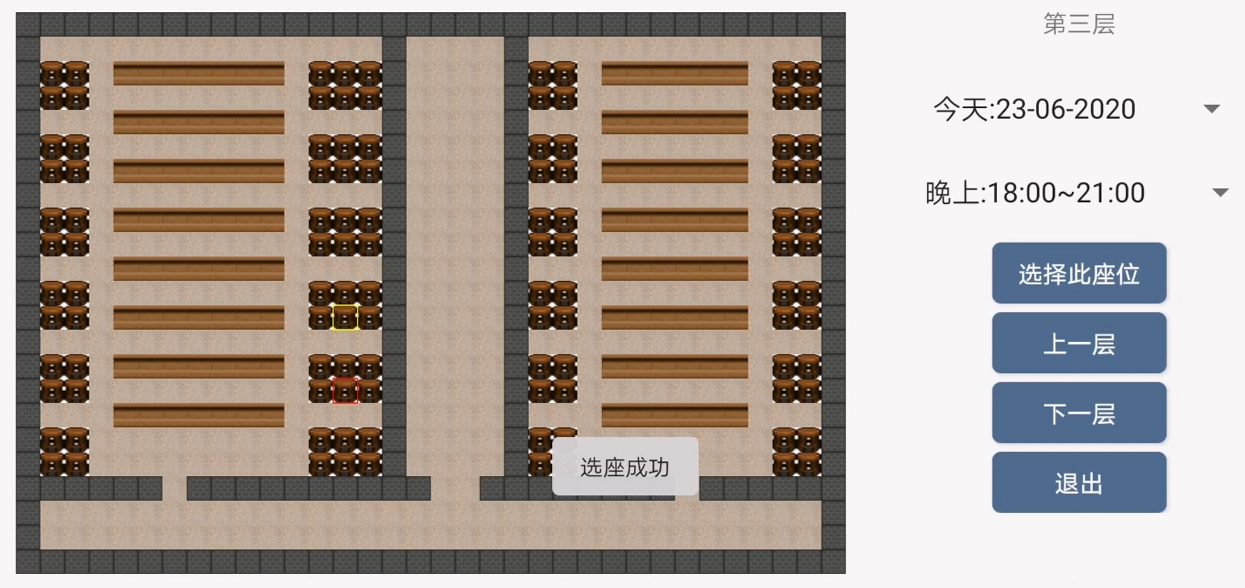 第三层
今天:23-06-2020
晚上:18:00~21:00
选择此座位
上一层
下一层
选座成功
退出